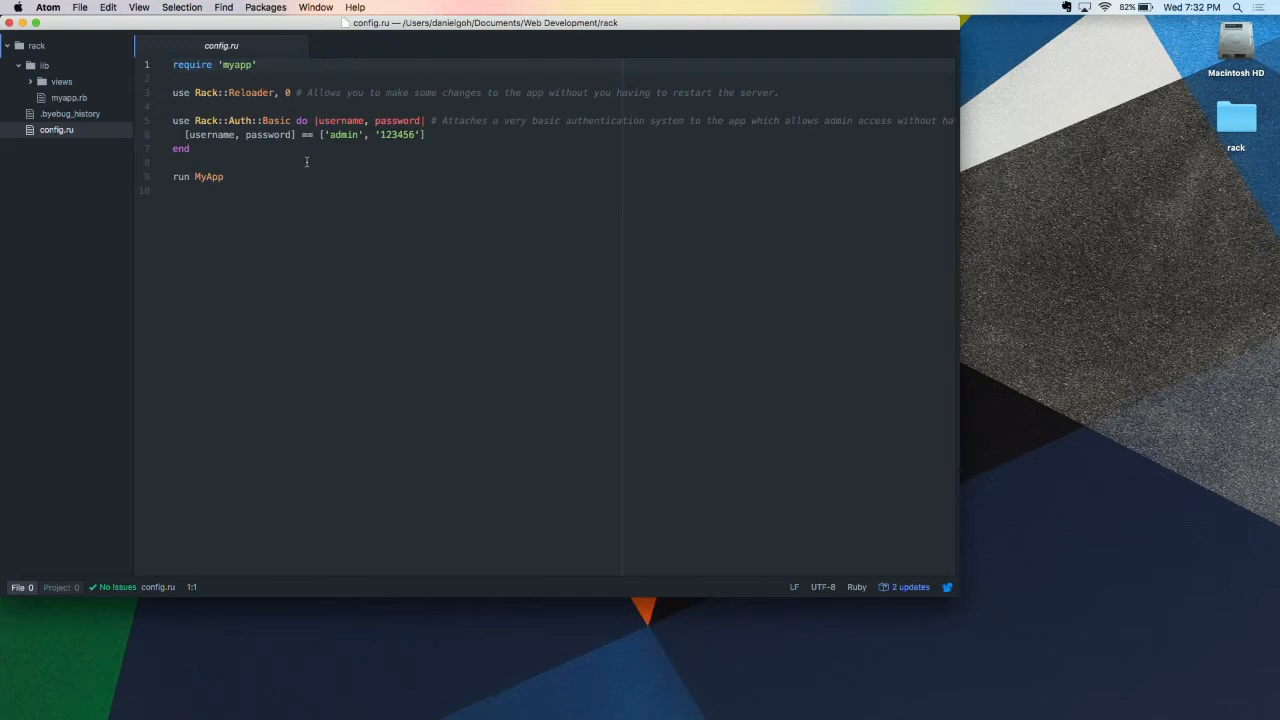 Atom File Edit View Selection Find Packages Window Help 82% Wed 7:32 PM
config.ru — /Users/danielgoh/Documents/Web Development/rack
rack
lib
views
myapp.rb
.byebug_history
config.ru
config.ru
1 require 'myapp'
2
3 use Rack::Reloader, 0 # Allows you to make some changes to the app without you having to restart the server.
4
5 use Rack::Auth::Basic do |username, password| # Attaches a very basic authentication system to the app which allows admin access without ha
6 [username, password] == ['admin', '123456']
7 end
8
9 run MyApp
10
File 0 Project 0 No Issues config.ru 1:1 LF UTF-8 Ruby 2 updates
Macintosh HD
rack